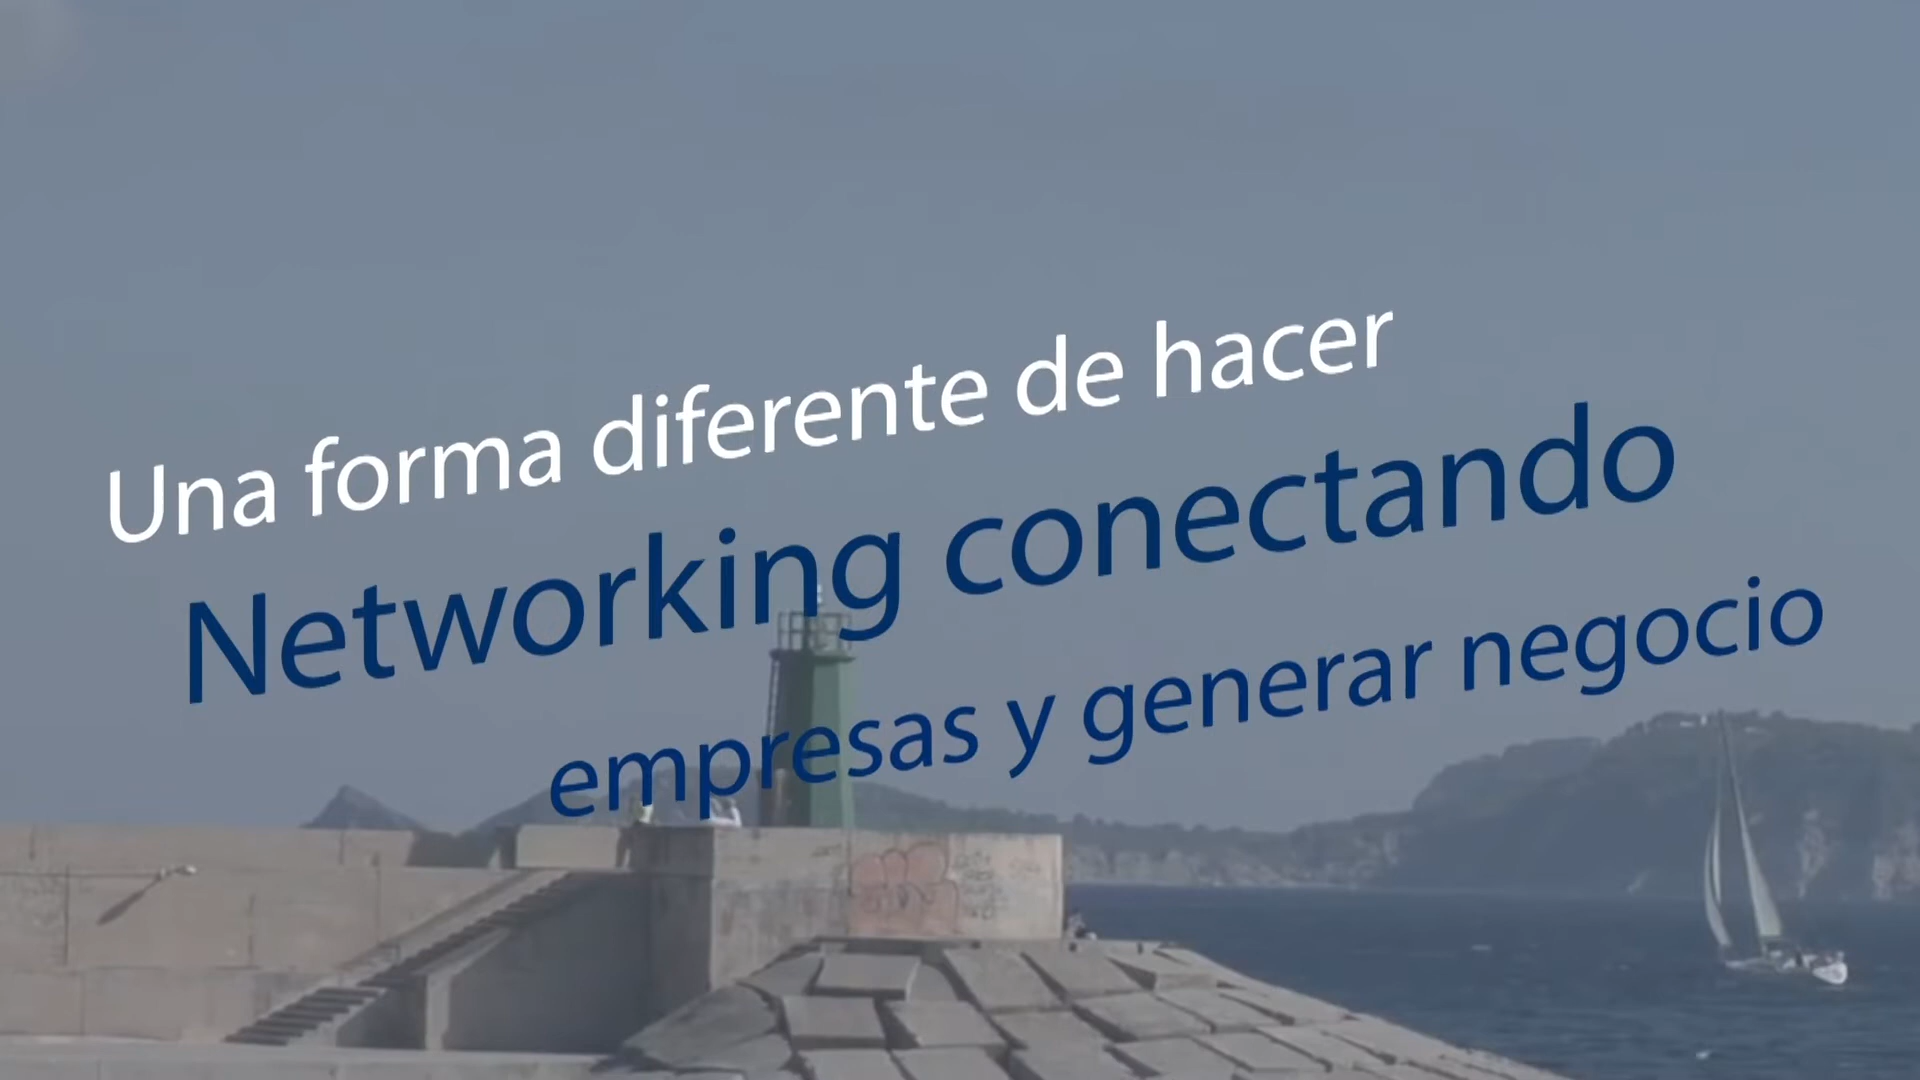 Una forma diferente de hacer
Networking conectando
empresas y generar negocio